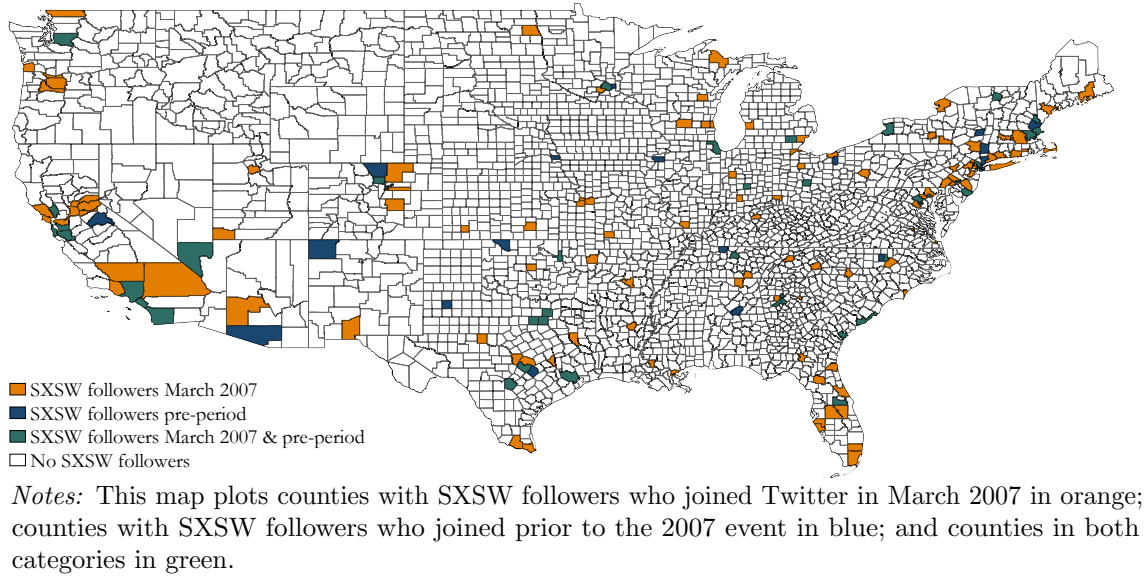 SXSW followers March 2007
SXSW followers pre-period
SXSW followers March 2007 & pre-period
No SXSW followers
Notes: This map plots counties with SXSW followers who joined Twitter in March 2007 in orange;
counties with SXSW followers who joined prior to the 2007 event in blue; and counties in both
categories in green.